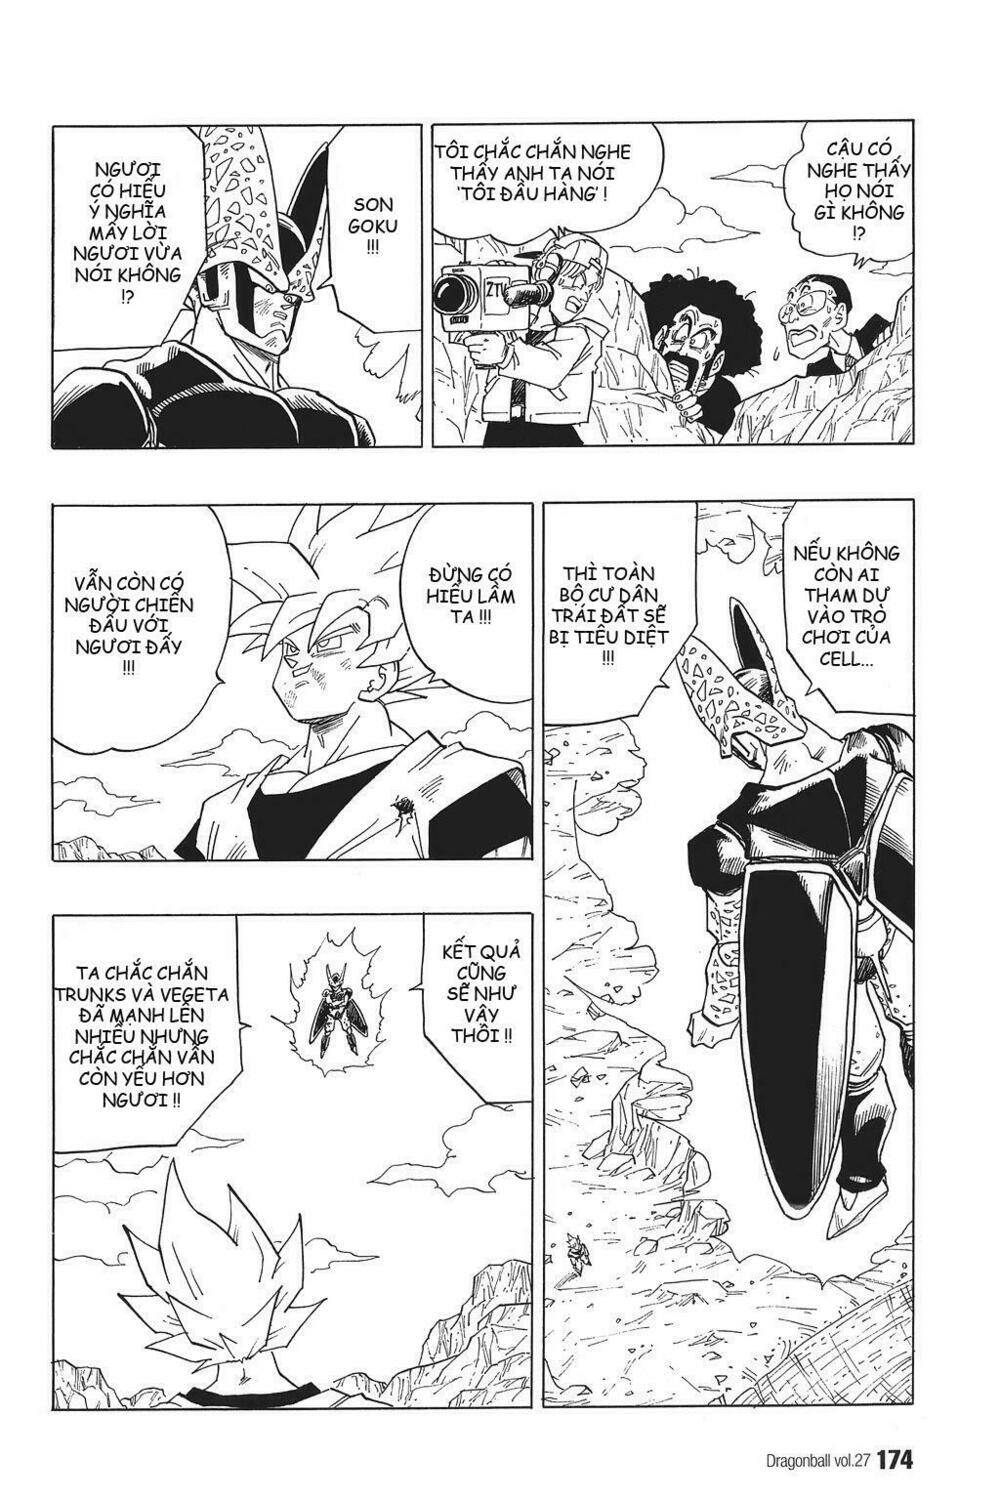 CẬU CÓ
NGHE THẤY
HỌ NÓI
GÌ KHÔNG
!?
TÔI CHẮC CHẮN NGHE
THẤY ANH TA NÓI
'TÔI ĐẦU HÀNG' !
ZTV
SON
GOKU
!!!
NGƯƠI
CÓ HIỂU
Ý NGHĨA
MẤY LỜI
NGƯƠI VỪA
NÓI KHÔNG
!?
NẾU KHÔNG
CÒN AI
THAM DỰ
VÀO TRÒ
CHƠI CỦA
CELL...
THÌ TOÀN
BỘ CƯ DÂN
TRÁI ĐẤT SẼ
BỊ TIÊU DIỆT
!!!
ĐỪNG CÓ
HIỂU LẦM
TA !!!
VẪN CÒN CÓ
NGƯỜI CHIẾN
ĐẤU VỚI
NGƯƠI ĐẤY
!!!
KẾT QUẢ
CŨNG
SẼ NHƯ
VẬY
THÔI !!
TA CHẮC CHẮN
TRUNKS VÀ VEGETA
ĐÃ MẠNH LÊN
NHIỀU NHƯNG
CHẮC CHẮN VẪN
CÒN YẾU HƠN
NGƯƠI !!
Dragonball vol.27 174